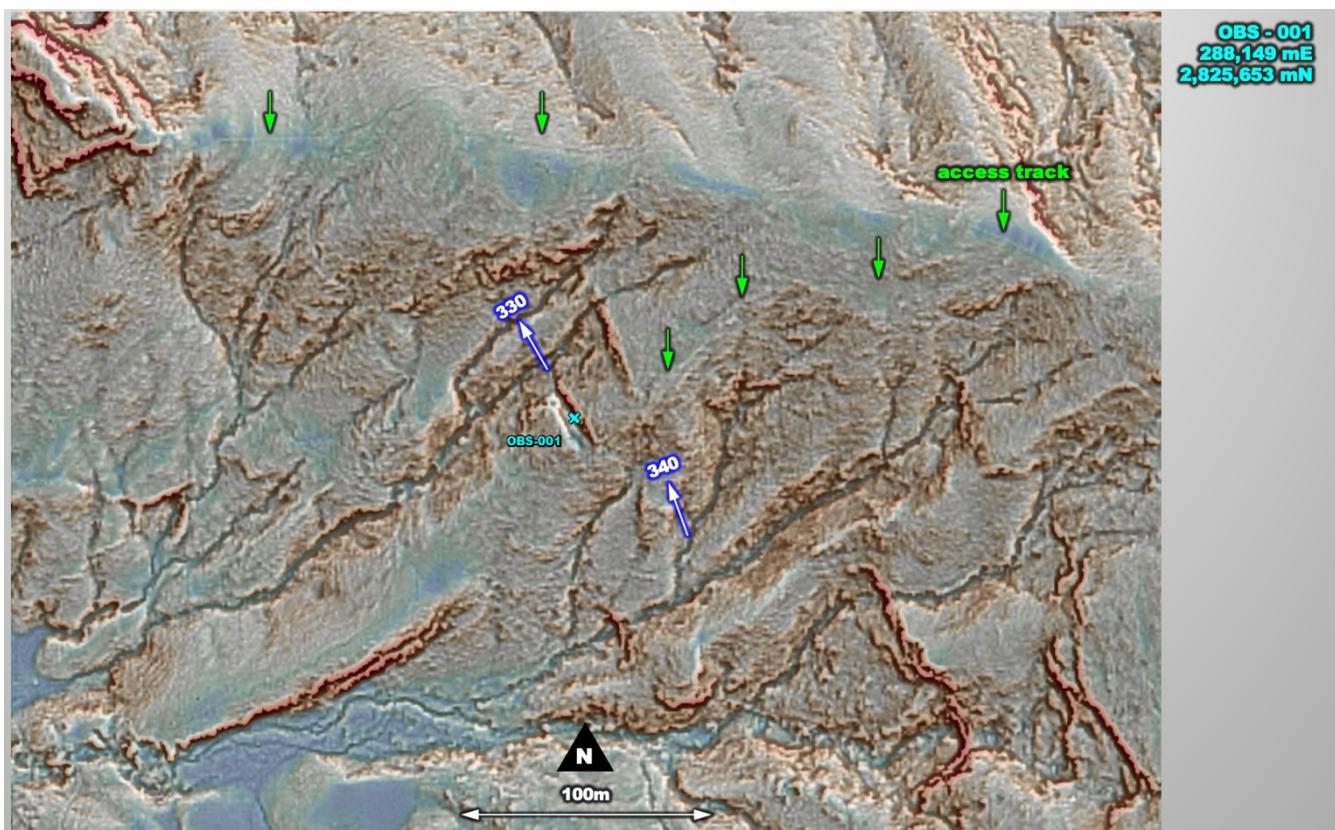 OBS - 001
288,149 mE
2,825,653 mN
access track
330
OBS-001
340
N
100m